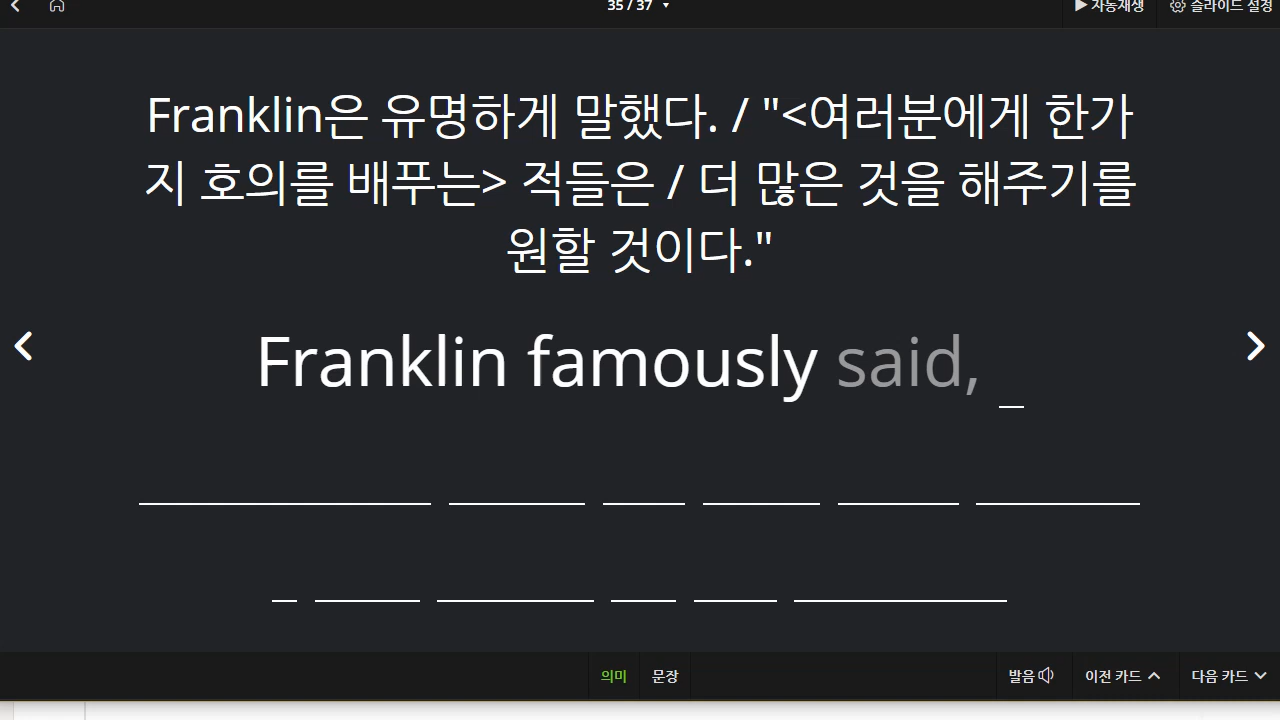 35 / 37
자동재생
슬라이드 설정
Franklin은 유명하게 말했다. / "<여러분에게 한가
지 호의를 배푸는> 적들은 / 더 많은 것을 해주기를
원할 것이다."
Franklin famously said, _
의미
문장
발음
이전 카드
다음 카드